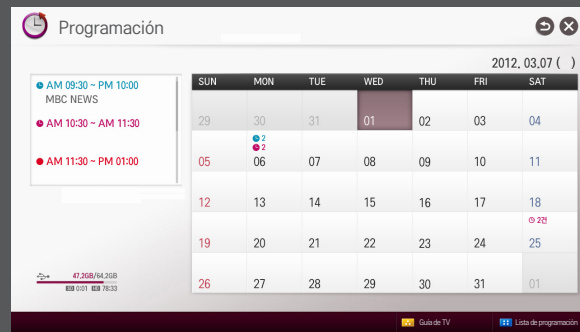 Programación
2012. 03.07 ( )
AM 09:30 ~ PM 10:00
MBC NEWS
AM 10:30 ~ AM 11:30
AM 11:30 ~ PM 01:00
SUN MON TUE WED THU FRI SAT
29 30 31 01 02 03 04
2
2
05 06 07 08 09 10 11
12 13 14 15 16 17 18
2건
19 20 21 22 23 24 25
26 27 28 29 30 31 01
47,2GB/64,2GB
SD 0:01 HD 78:33
Guía de TV Lista de programación